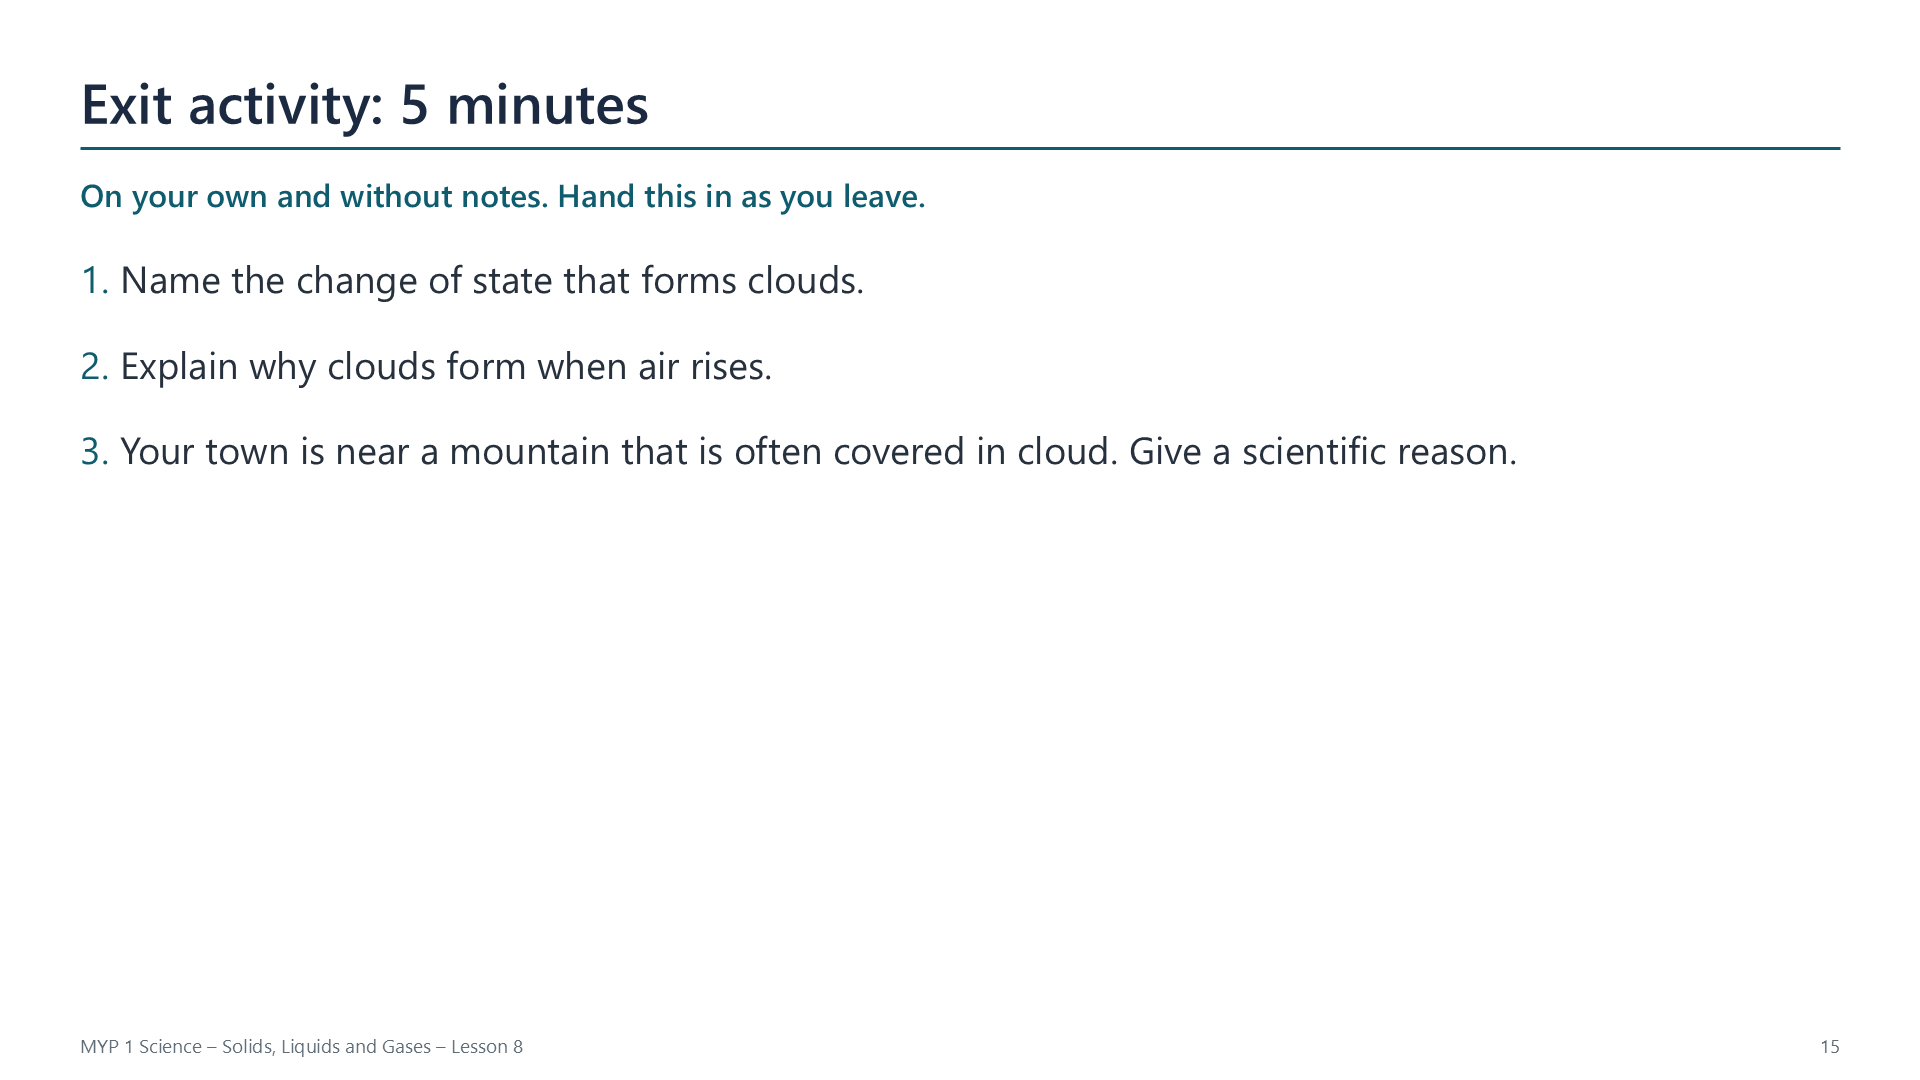 Exit activity: 5 minutes
On your own and without notes. Hand this in as you leave.
1. Name the change of state that forms clouds.
2. Explain why clouds form when air rises.
3. Your town is near a mountain that is often covered in cloud. Give a scientific reason.
MYP 1 Science – Solids, Liquids and Gases – Lesson 8
15